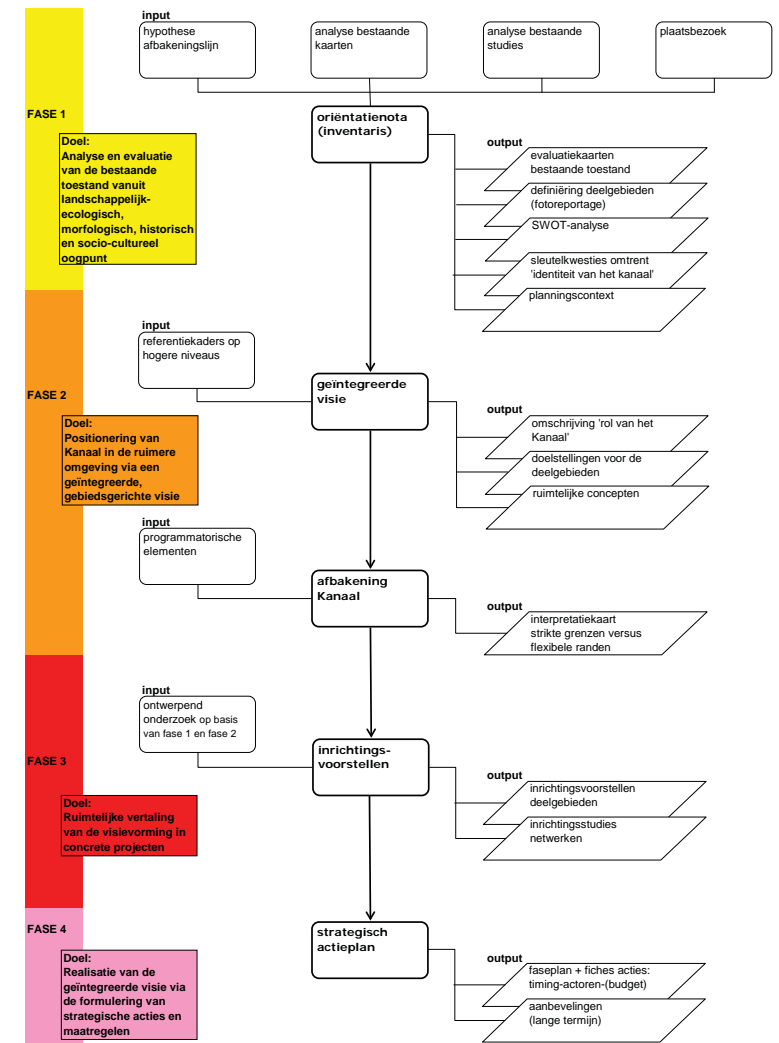 input
hypothese
afbakeningslijn
analyse bestaande
kaarten
analyse bestaande
studies
plaatsbezoek
FASE 1
oriëntatienota
(inventaris)
Doel:
Analyse en evaluatie
van de bestaande
toestand vanuit
landschappelijk-
ecologisch,
morfologisch, historisch
en socio-cultureel
oogpunt
output
evaluatiekaarten
bestaande toestand
definiëring deelgebieden
(fotoreportage)
SWOT-analyse
sleutelkwesties omtrent
'identiteit van het kanaal'
planningscontext
input
referentiekaders op
hogere niveaus
FASE 2
geïntegreerde
visie
Doel:
Positionering van
Kanaal in de ruimere
omgeving via een
geïntegreerde,
gebiedsgerichte visie
output
omschrijving 'rol van het
Kanaal'
doelstellingen voor de
deelgebieden
ruimtelijke concepten
input
programmatorische
elementen
afbakening
Kanaal
output
interpretatiekaart
strikte grenzen versus
flexibele randen
input
ontwerpend
onderzoek op basis
van fase 1 en fase 2
FASE 3
inrichtings-
voorstellen
Doel:
Ruimtelijke vertaling
van de visievorming in
concrete projecten
output
inrichtingsvoorstellen
deelgebieden
inrichtingsstudies
netwerken
FASE 4
strategisch
actieplan
Doel:
Realisatie van de
geïntegreerde visie via
de formulering van
strategische acties en
maatregelen
output
faseplan + fiches acties:
timing-actoren-(budget)
aanbevelingen
(lange termijn)